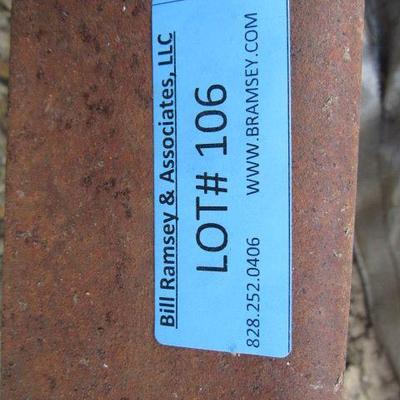 Bill Ramsey & Associates, LLC
LOT# 106
828.252.0406 WWW.BRAMSEY.COM